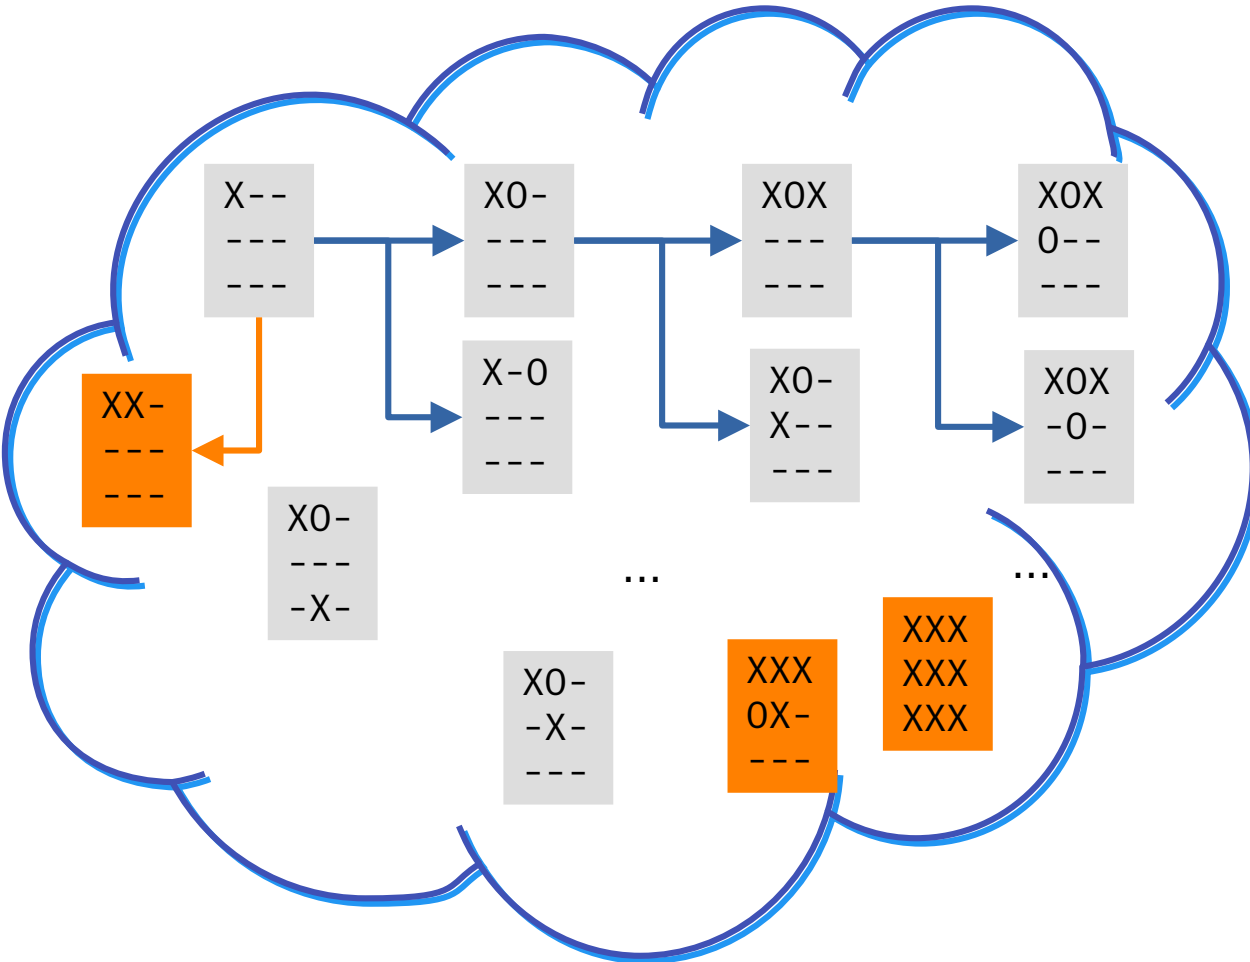 X--
---
---
XO-
---
---
XOX
---
---
XOX
O--
---
X-O
---
---
XO-
X--
---
XOX
-O-
---
XX-
---
---
XO-
---
-X-
...
...
XO-
-X-
---
XXX
OX-
---
XXX
XXX
XXX